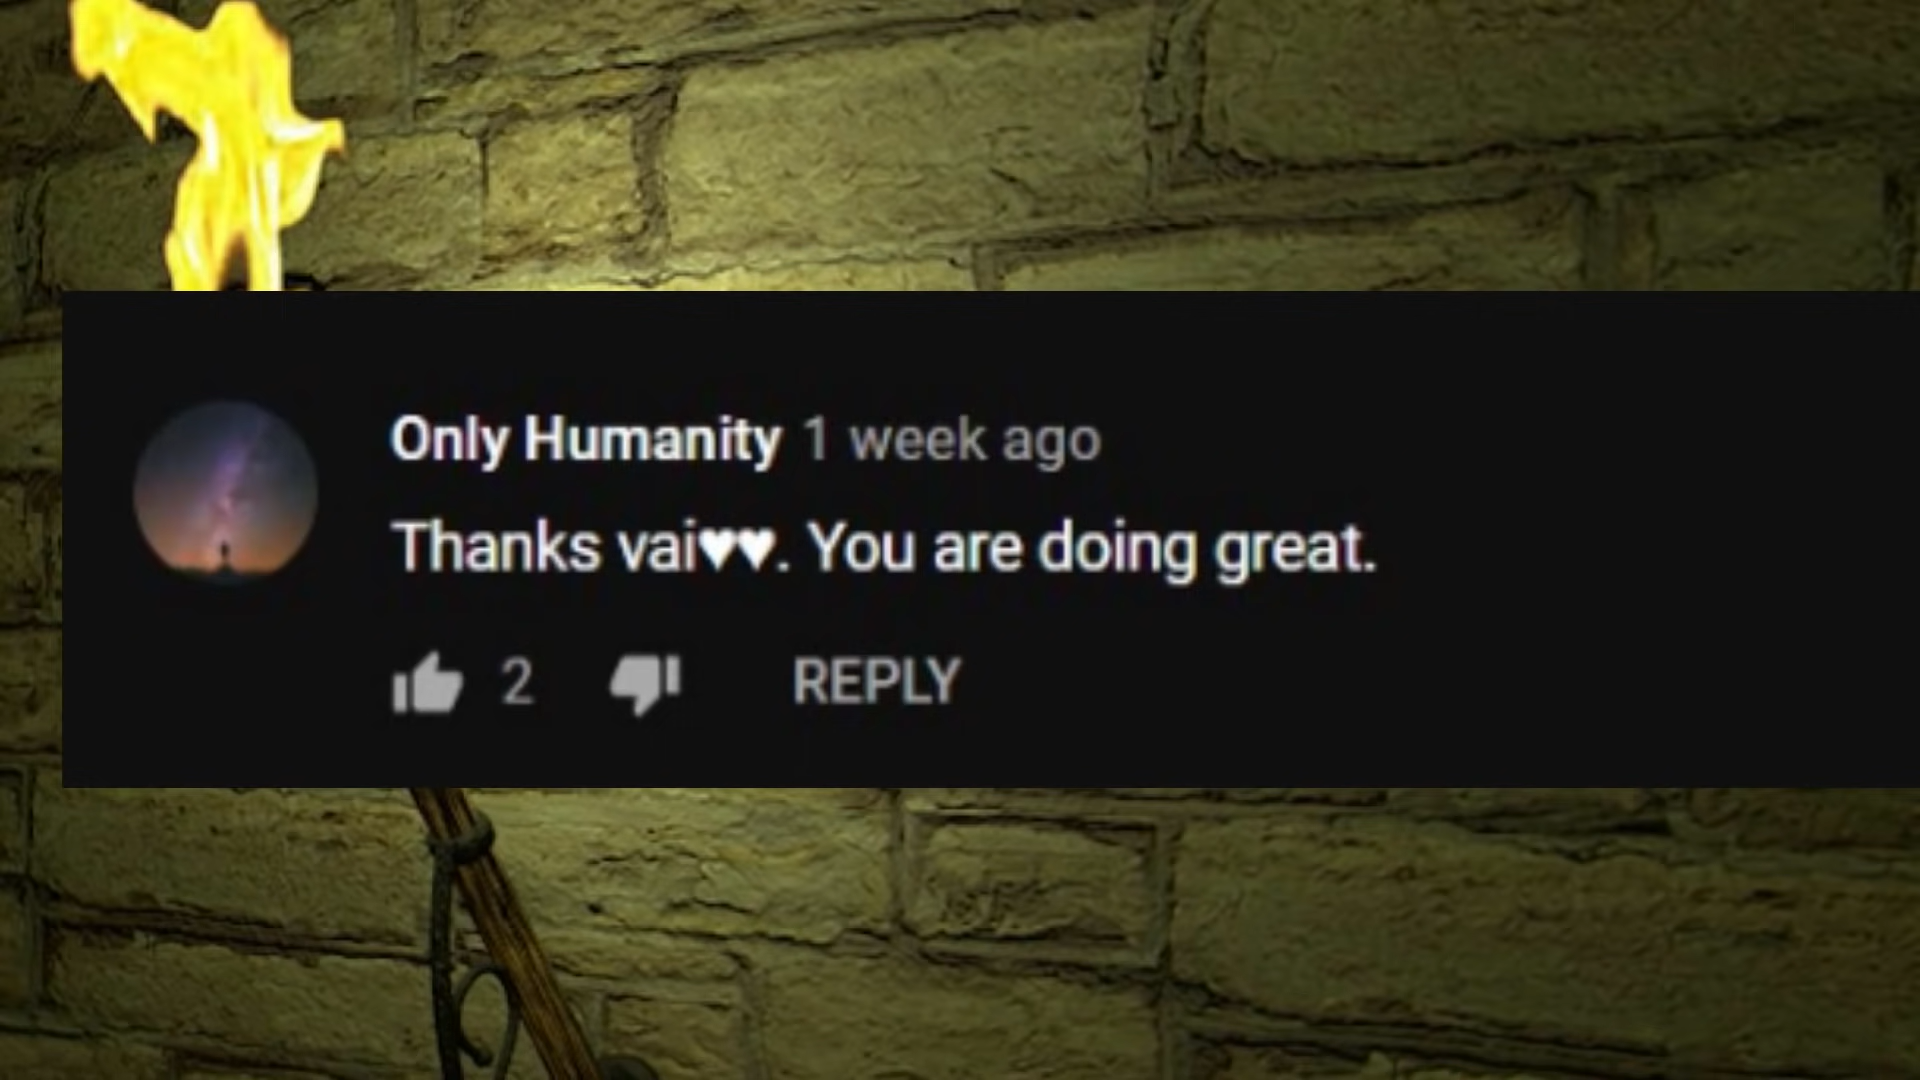 Only Humanity 1 week ago
Thanks vai♥♥. You are doing great.
2 REPLY